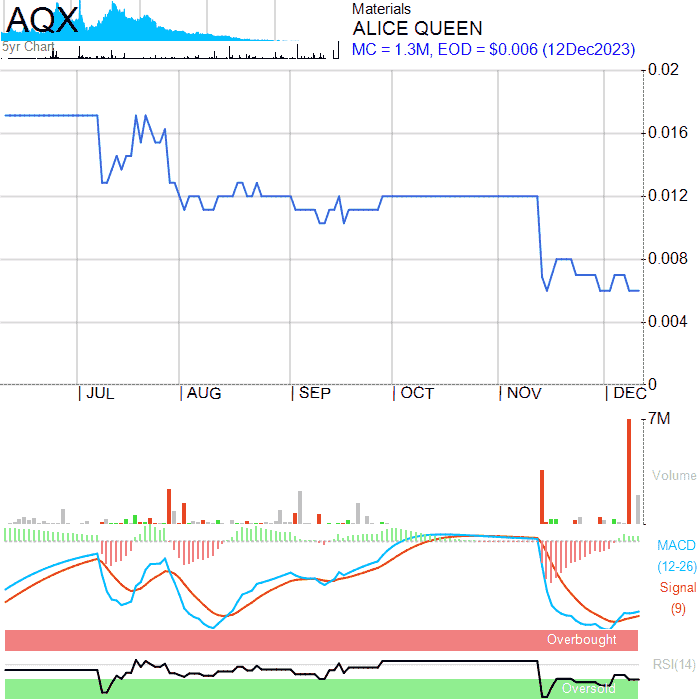 AQX
5yr Chart
Materials
ALICE QUEEN
MC = 1.3M, EOD = $0.006 (12Dec2023)
0.02
0.016
0.012
0.008
0.004
0
JUL AUG SEP OCT NOV DEC
7M
Volume
MACD
(12-26)
Signal
(9)
Overbought
RSI(14)
Oversold